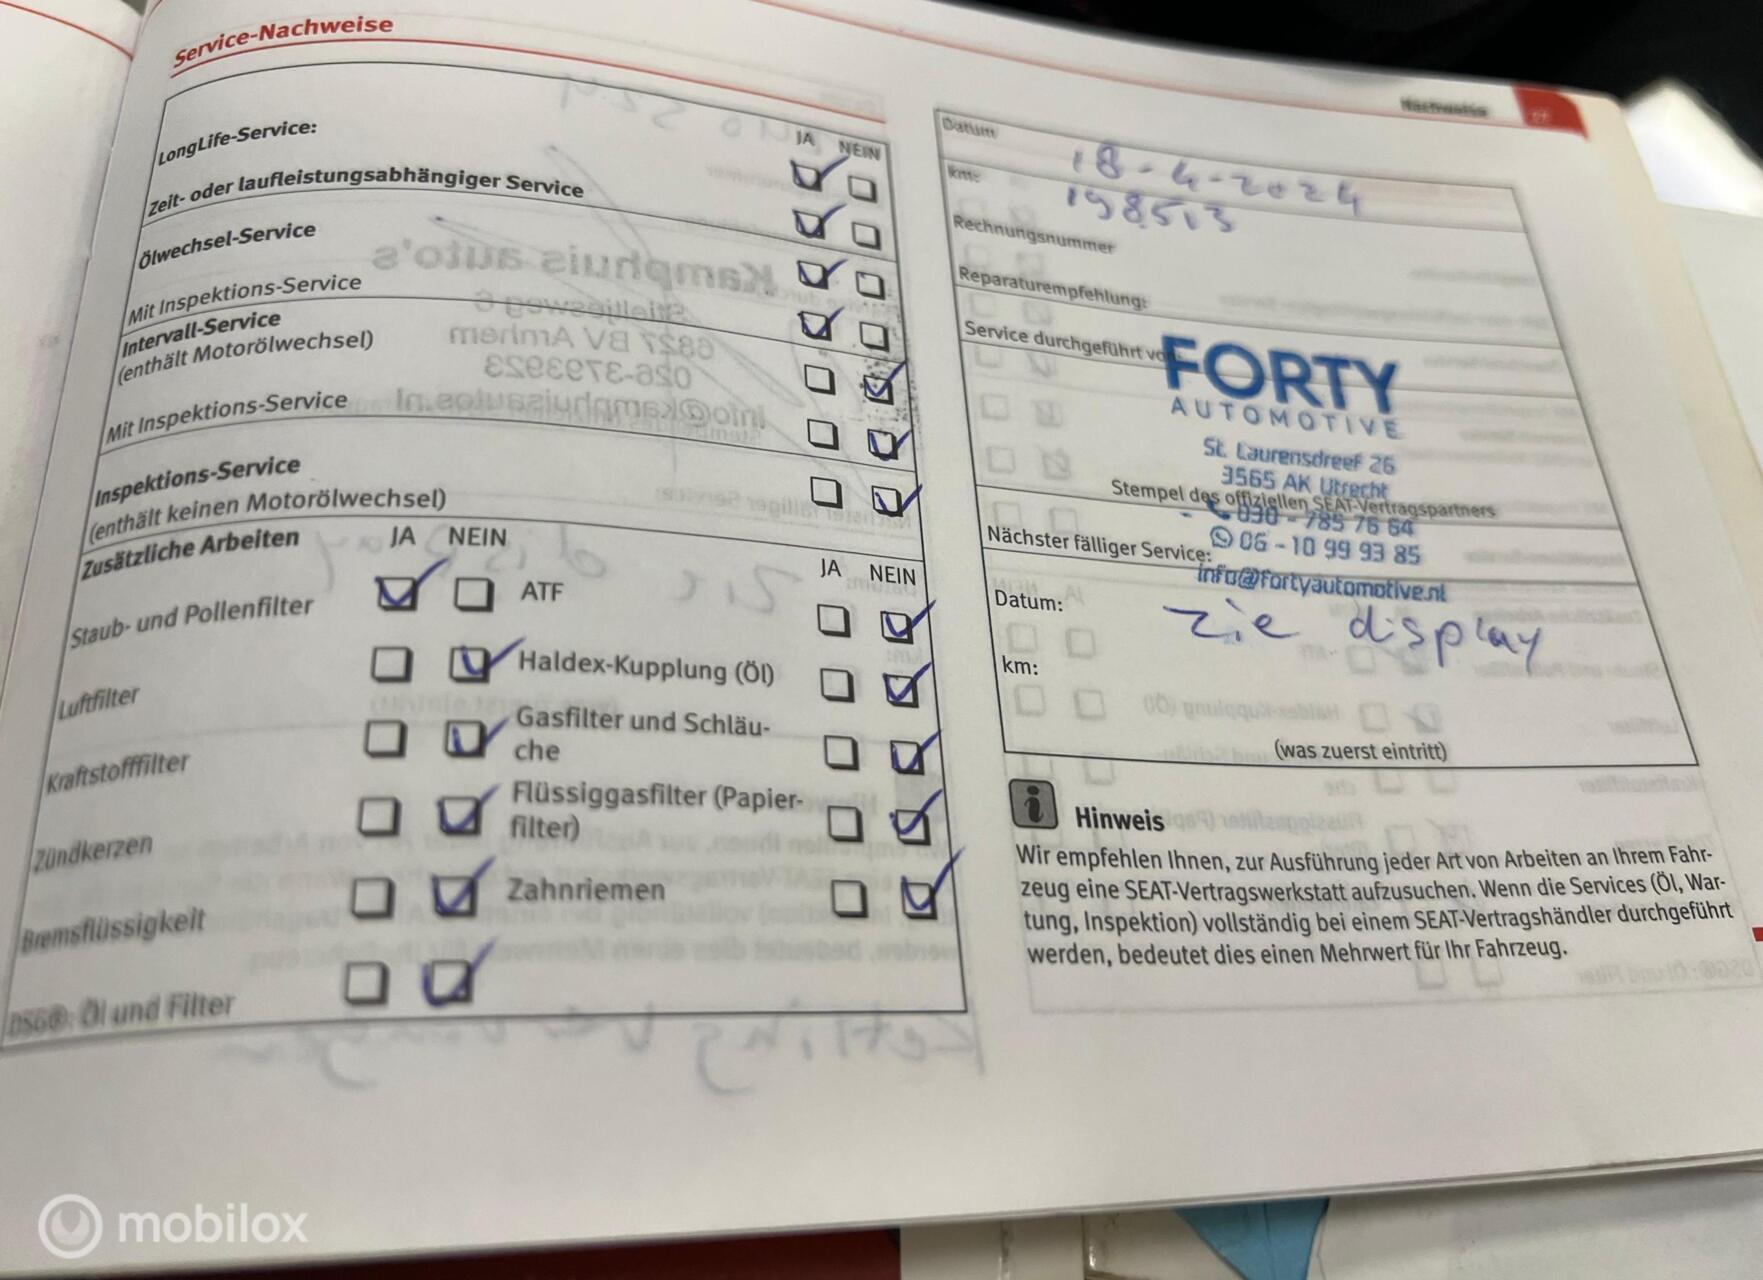 Service-Nachweise
JA NEIN
LongLife-Service:
Zeit- oder laufleistungsabhängiger Service
Ölwechsel-Service
Mit Inspektions-Service
Intervall-Service
(enthält Motorölwechsel)
Mit Inspektions-Service
Inspektions-Service
(enthält keinen Motorölwechsel)
Zusätzliche Arbeiten JA NEIN JA NEIN
Staub- und Pollenfilter ATF
Luftfilter Haldex-Kupplung (Öl)
Kraftstofffilter Gasfilter und Schläu-
che
Zündkerzen Flüssiggasfilter (Papier-
filter)
Bremsflüssigkeit Zahnriemen
DSG®: Öl und Filter
Nachweise
Datum 18-4-2024
km: 198513
Rechnungsnummer
Reparaturempfehlung:
Service durchgeführt von:
FORTY
AUTOMOTIVE
St. Laurensdreef 26
3565 AK Utrecht
Stempel des offiziellen SEAT-Vertragspartners
030 - 785 76 64
06 - 10 99 93 85
info@fortyautomotive.nl
Nächster fälliger Service:
Datum: zie display
km:
(was zuerst eintritt)
Hinweis
Wir empfehlen Ihnen, zur Ausführung jeder Art von Arbeiten an Ihrem Fahr-
zeug eine SEAT-Vertragswerkstatt aufzusuchen. Wenn die Services (Öl, War-
tung, Inspektion) vollständig bei einem SEAT-Vertragshändler durchgeführt
werden, bedeutet dies einen Mehrwert für Ihr Fahrzeug.
mobilox